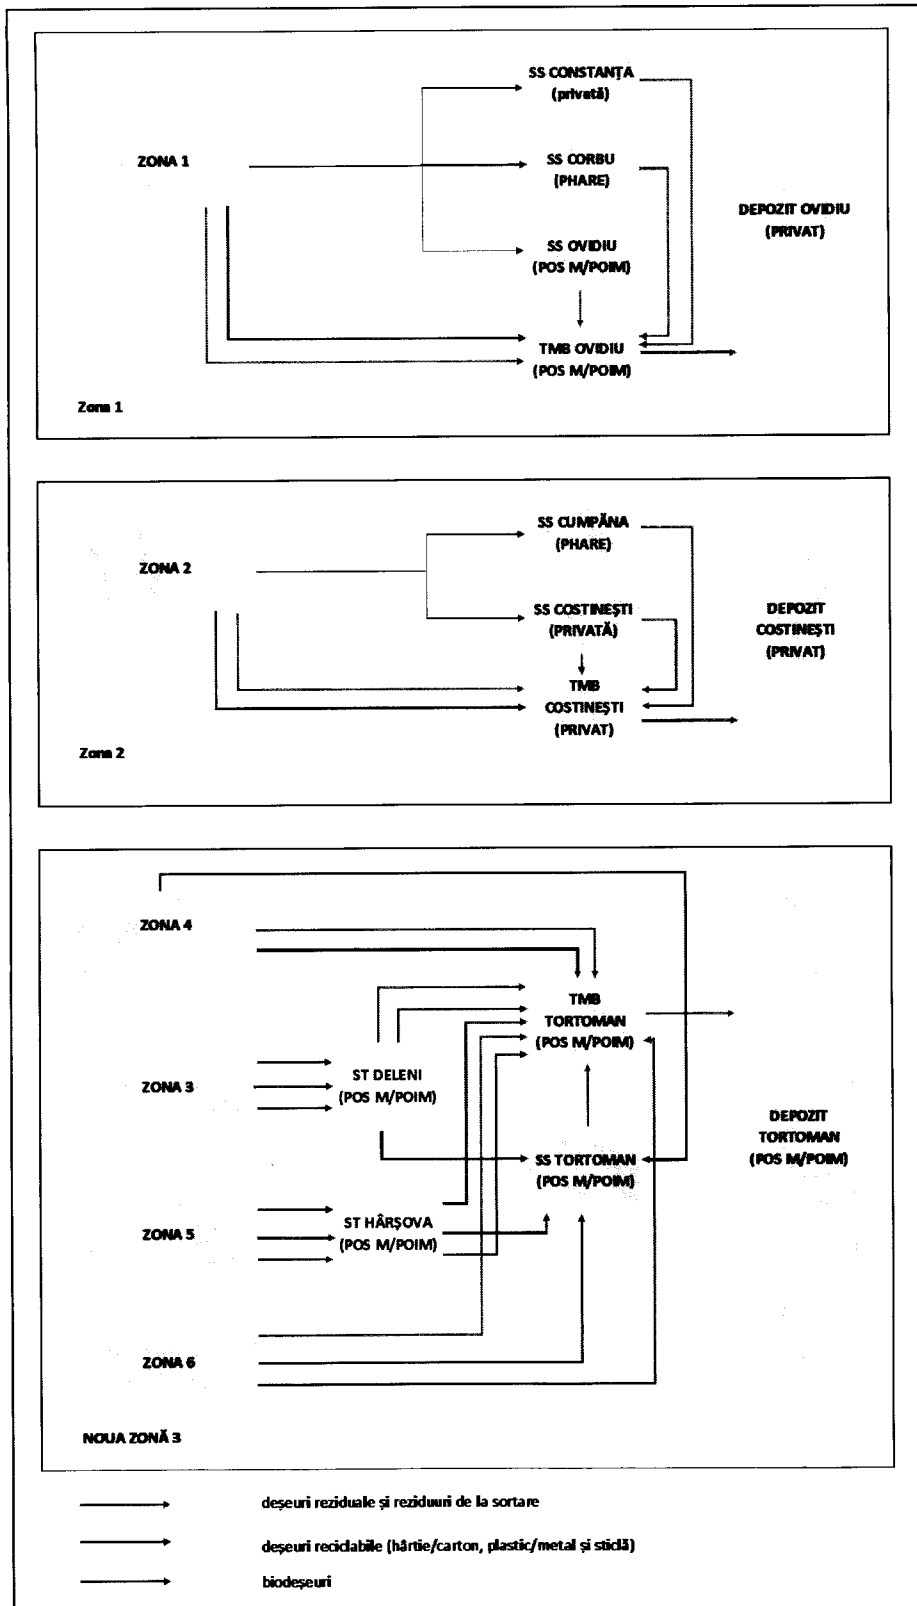 SS CONSTANȚA
(privată)
ZONA 1
SS CORBU
(PHARE)
DEPOZIT OVIDIU
(PRIVAT)
SS OVIDIU
(POS M/POIM)
TMB OVIDIU
(POS M/POIM)
Zona 1
SS CUMPĂNA
(PHARE)
ZONA 2
SS COSTINEȘTI
(PRIVATĂ)
DEPOZIT
COSTINEȘTI
(PRIVAT)
TMB
COSTINEȘTI
(PRIVAT)
Zona 2
ZONA 4
TMB
TORTOMAN
(POS M/POIM)
ZONA 3
ST DELENI
(POS M/POIM)
DEPOZIT
TORTOMAN
(POS M/POIM)
SS TORTOMAN
(POS M/POIM)
ZONA 5
ST HÂRȘOVA
(POS M/POIM)
ZONA 6
NOUA ZONĂ 3
deșeuri reziduale și reziduuri de la sortare
deșeuri reciclabile (hârtie/carton, plastic/metal și sticlă)
biodeșeuri